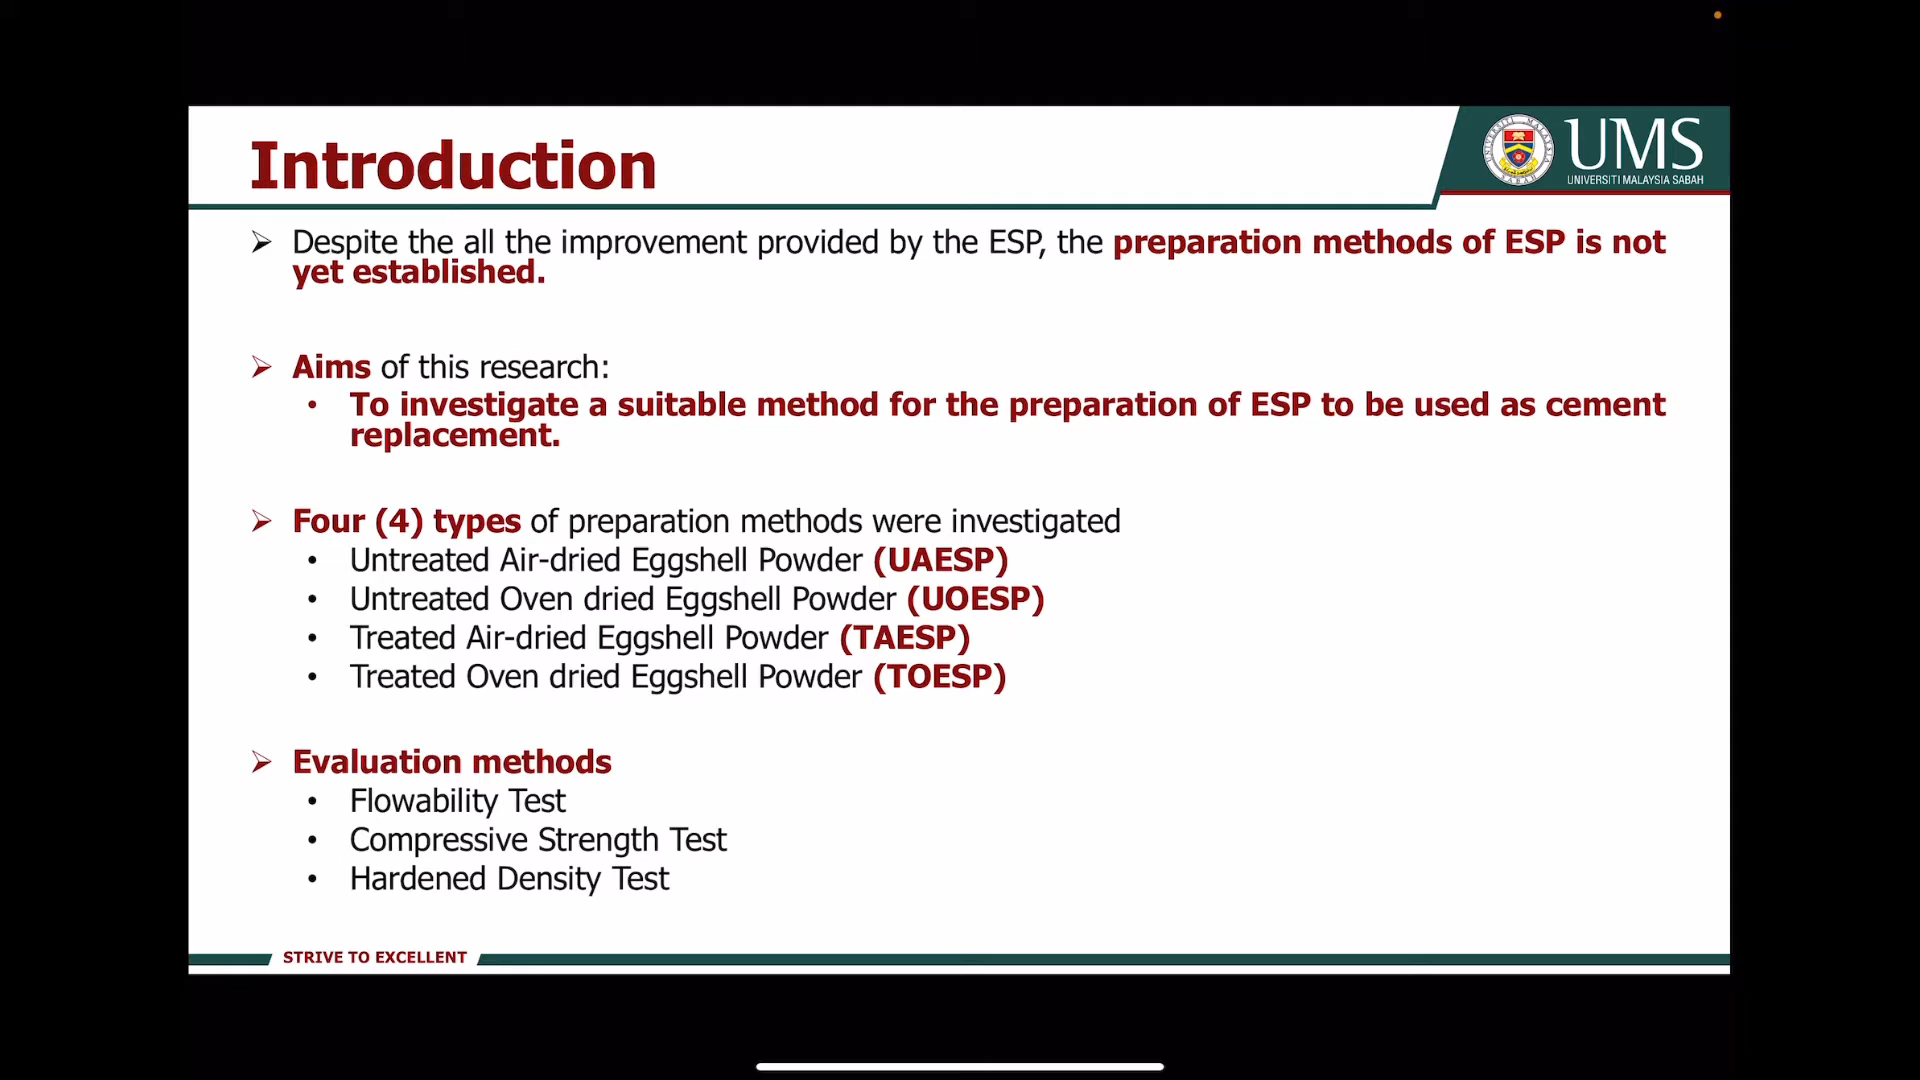 Introduction
UMS
UNIVERSITI MALAYSIA SABAH
Despite the all the improvement provided by the ESP, the preparation methods of ESP is not
yet established.
Aims of this research:
To investigate a suitable method for the preparation of ESP to be used as cement
replacement.
Four (4) types of preparation methods were investigated
Untreated Air-dried Eggshell Powder (UAESP)
Untreated Oven dried Eggshell Powder (UOESP)
Treated Air-dried Eggshell Powder (TAESP)
Treated Oven dried Eggshell Powder (TOESP)
Evaluation methods
Flowability Test
Compressive Strength Test
Hardened Density Test
STRIVE TO EXCELLENT